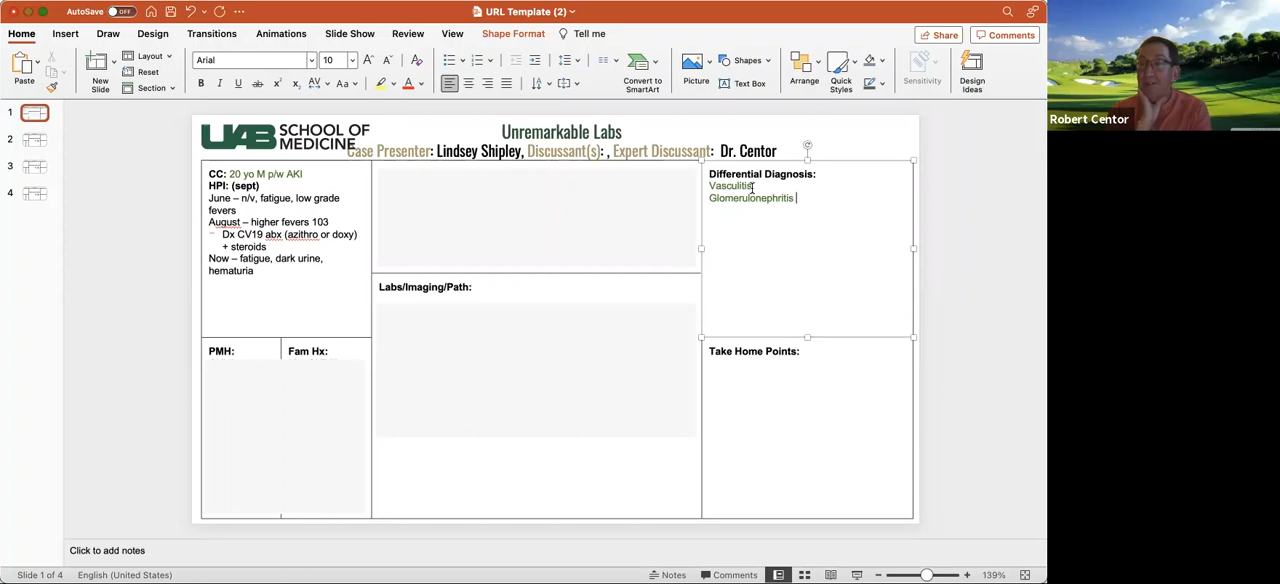 AutoSave OFF
URL Template (2)
Home Insert Draw Design Transitions Animations Slide Show Review View Shape Format Tell me
Share Comments
Paste
New Slide
Layout
Reset
Section
Arial 10
Convert to SmartArt
Picture
Shapes
Text Box
Arrange
Quick Styles
Sensitivity
Design Ideas
1
2
3
4
UAB SCHOOL OF MEDICINE
Unremarkable Labs
Case Presenter: Lindsey Shipley, Discussant(s): , Expert Discussant: Dr. Centor
CC: 20 yo M p/w AKI
HPI: (sept)
June – n/v, fatigue, low grade
fevers
August – higher fevers 103
– Dx CV19 abx (azithro or doxy)
+ steroids
Now – fatigue, dark urine,
hematuria
PMH:
Fam Hx:
Labs/Imaging/Path:
Differential Diagnosis:
Vasculitis
Glomerulonephritis
Take Home Points:
Click to add notes
Slide 1 of 4 English (United States) Notes Comments 139%
Robert Centor